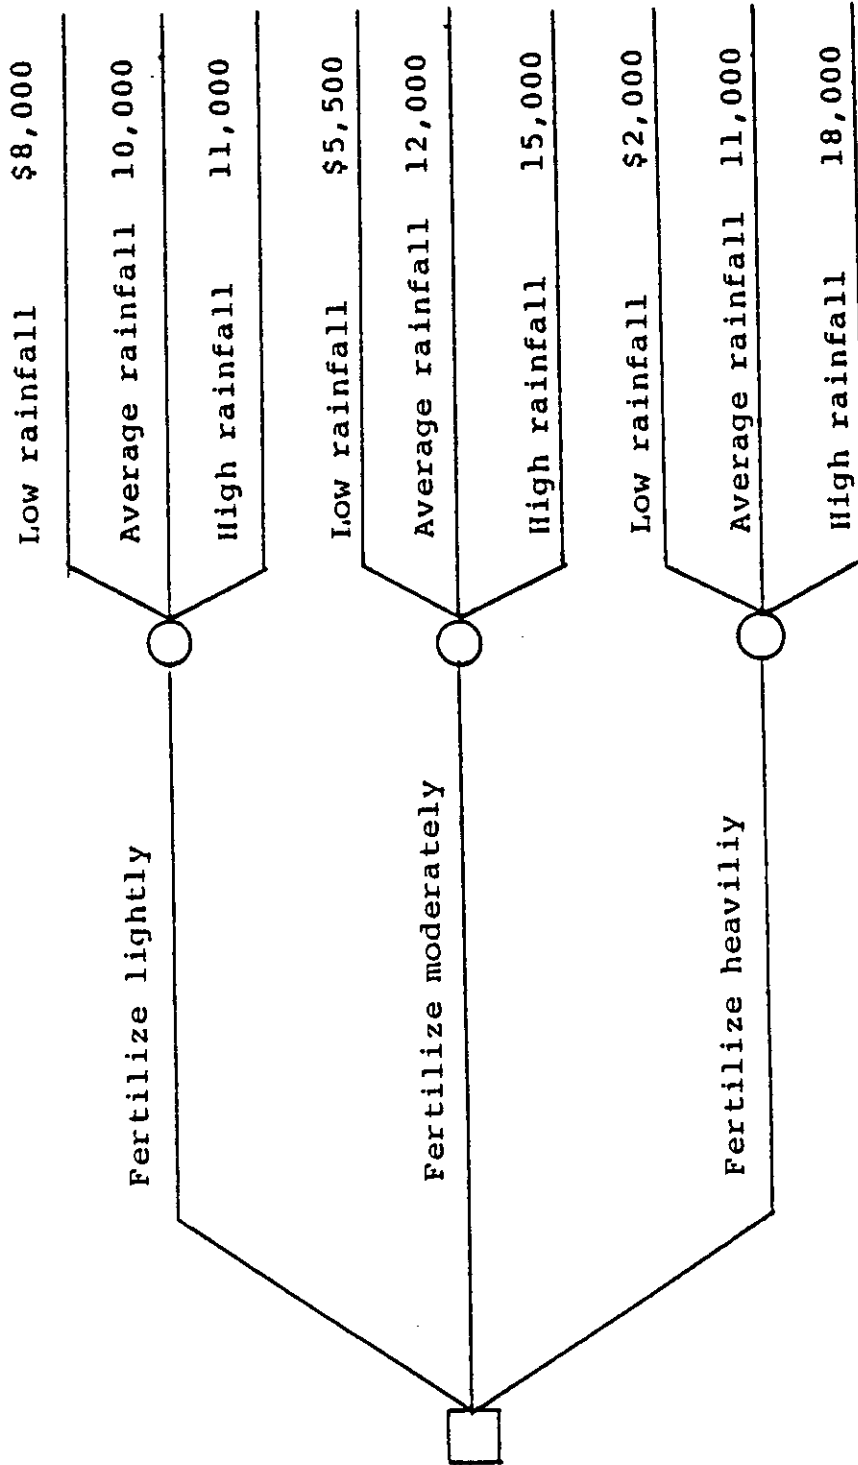 Low rainfall $8,000
Average rainfall 10,000
Fertilize lightly
High rainfall 11,000
Low rainfall $5,500
Average rainfall 12,000
Fertilize moderately
High rainfall 15,000
Low rainfall $2,000
Average rainfall 11,000
Fertilize heaviliy
High rainfall 18,000